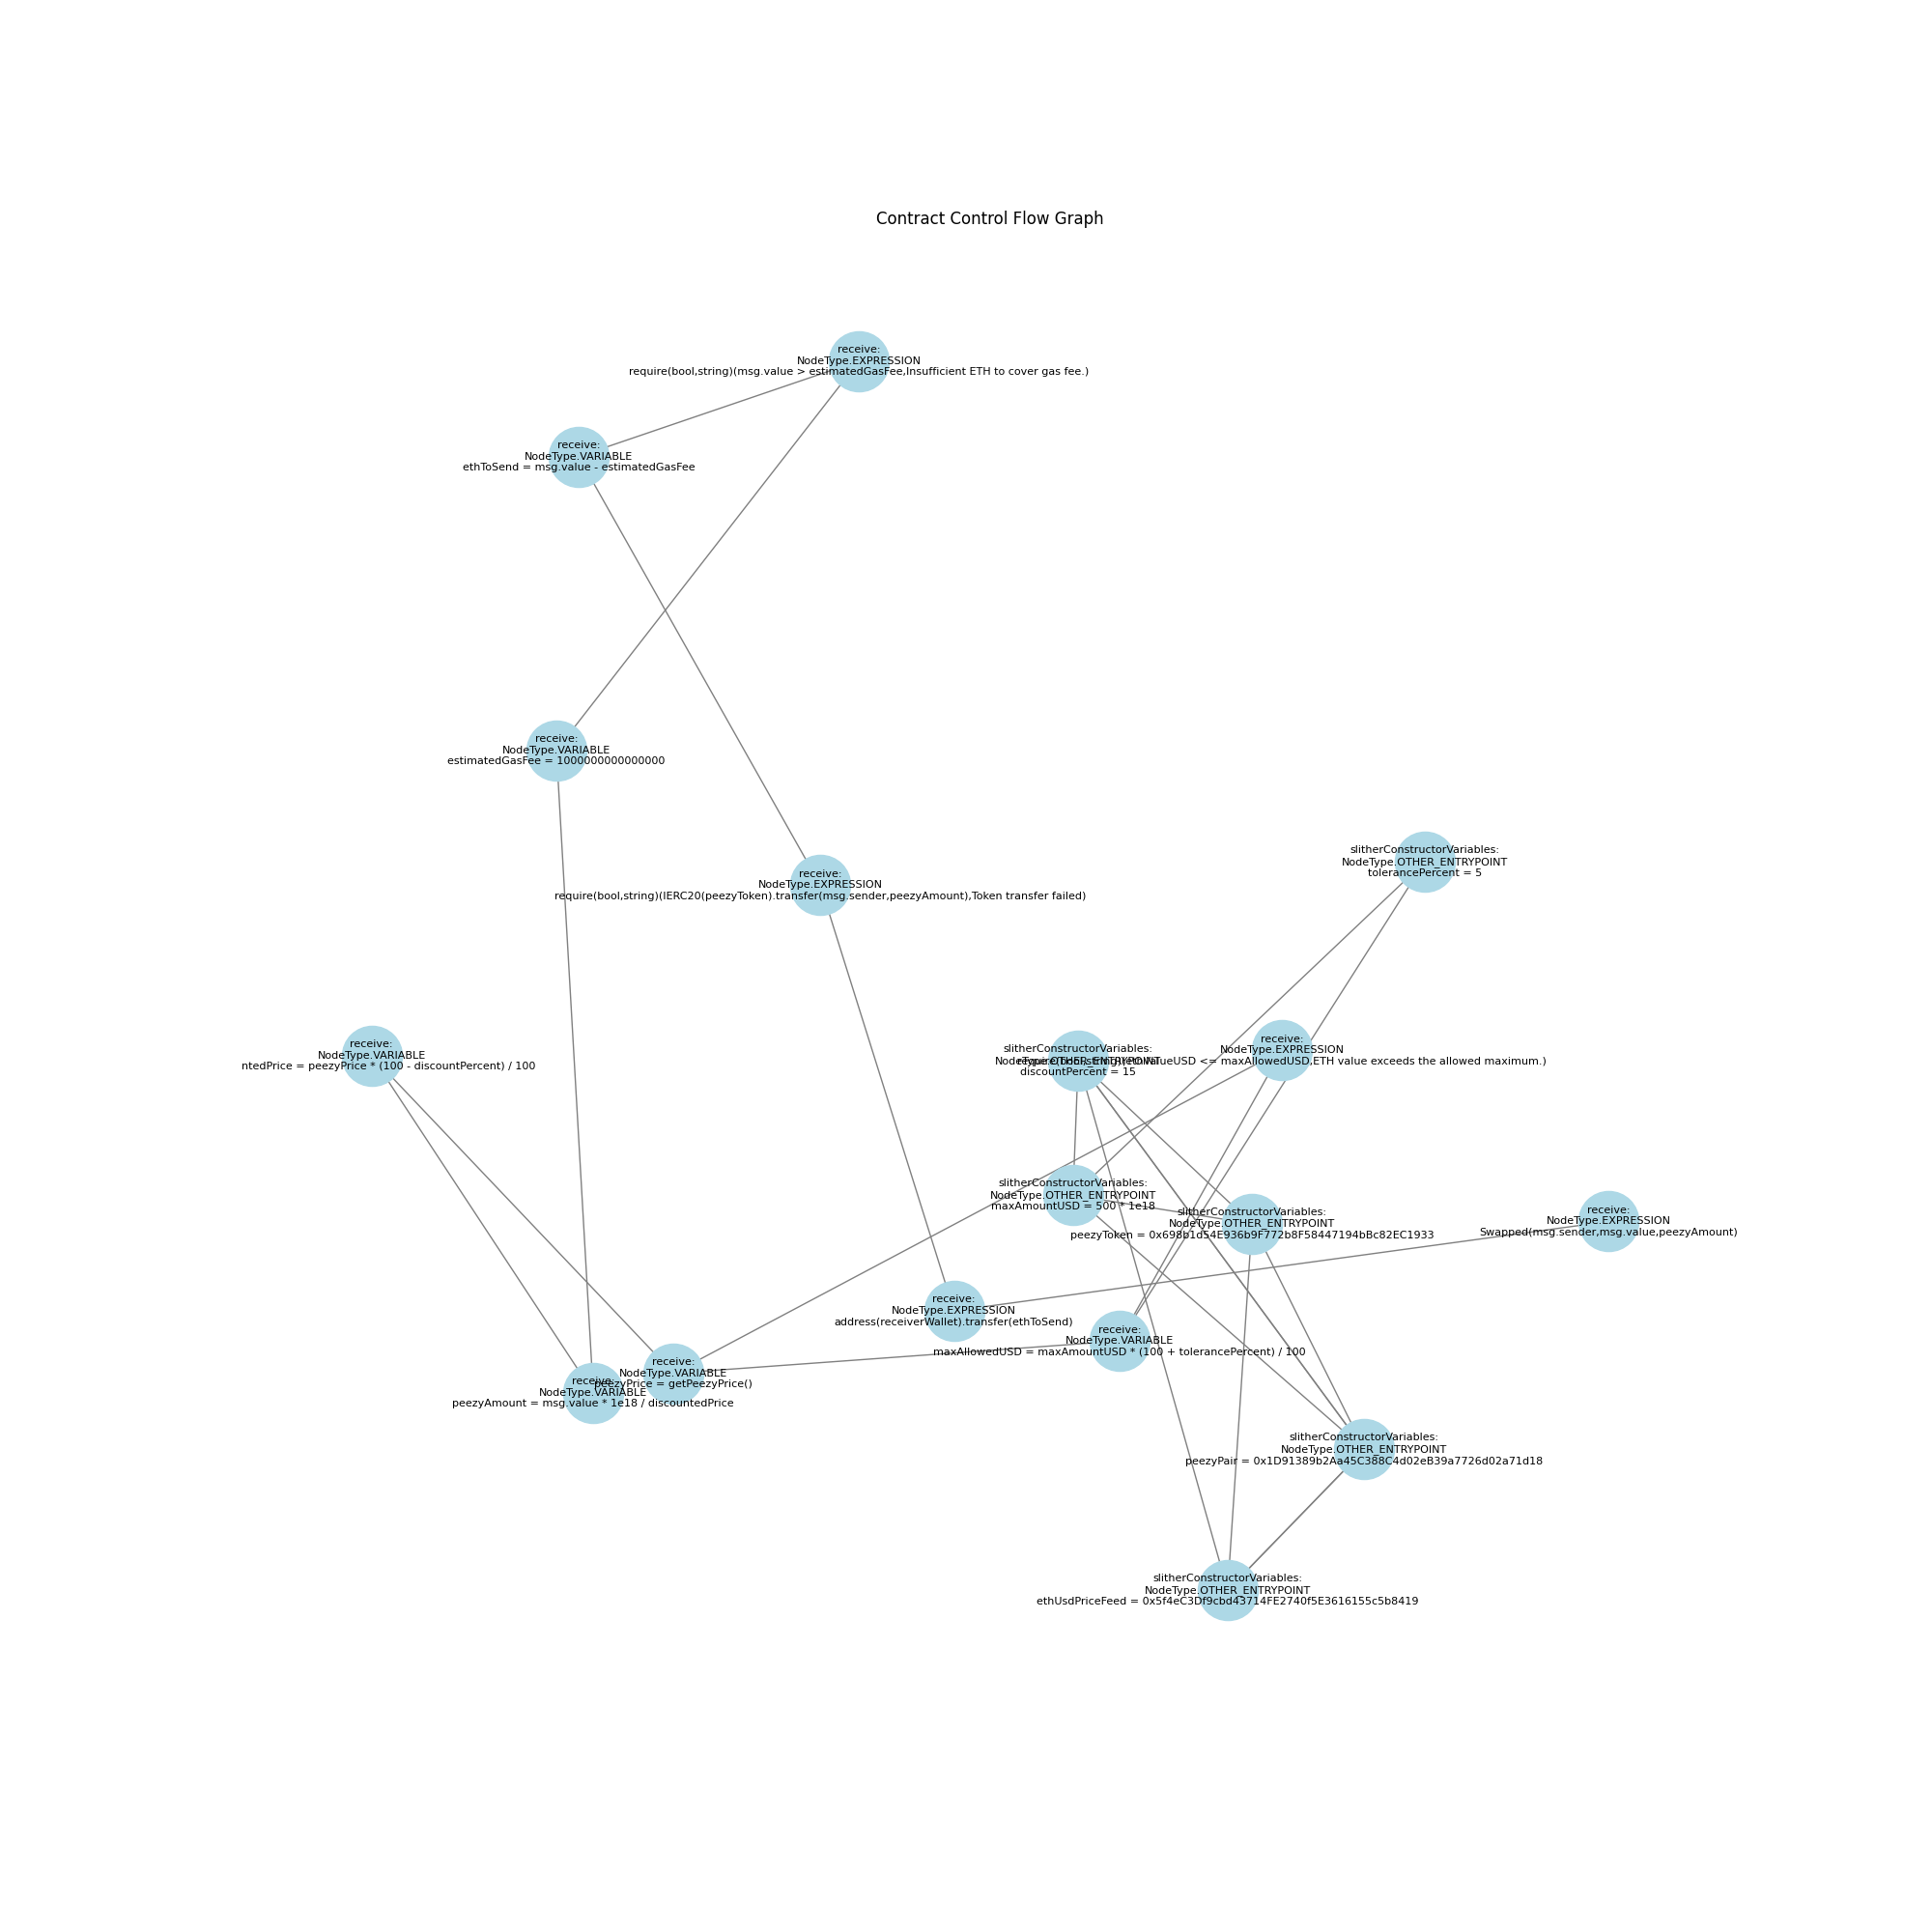 Contract Control Flow Graph
receive:
NodeType.EXPRESSION
require(bool,string)(msg.value > estimatedGasFee,Insufficient ETH to cover gas fee.)
receive:
NodeType.VARIABLE
ethToSend = msg.value - estimatedGasFee
receive:
NodeType.VARIABLE
estimatedGasFee = 1000000000000000
receive:
NodeType.EXPRESSION
require(bool,string)(IERC20(peezyToken).transfer(msg.sender,peezyAmount),Token transfer failed)
slitherConstructorVariables:
NodeType.OTHER_ENTRYPOINT
tolerancePercent = 5
receive:
NodeType.VARIABLE
ntedPrice = peezyPrice * (100 - discountPercent) / 100
slitherConstructorVariables:
NodeType.OTHER_ENTRYPOINT
discountPercent = 15
receive:
NodeType.EXPRESSION
<= maxAllowedUSD,ETH value exceeds the allowed maximum.)
slitherConstructorVariables:
NodeType.OTHER_ENTRYPOINT
maxAmountUSD = 500 * 1e18
slitherConstructorVariables:
NodeType.OTHER_ENTRYPOINT
peezyToken = 0x698b1d54E936b9F772b8F58447194bBc82EC1933
receive:
NodeType.EXPRESSION
Swapped(msg.sender,msg.value,peezyAmount)
receive:
NodeType.EXPRESSION
address(receiverWallet).transfer(ethToSend)
receive:
NodeType.VARIABLE
maxAllowedUSD = maxAmountUSD * (100 + tolerancePercent) / 100
receive:
NodeType.VARIABLE
peezyPrice = getPeezyPrice()
receive:
NodeType.VARIABLE
peezyAmount = msg.value * 1e18 / discountedPrice
slitherConstructorVariables:
NodeType.OTHER_ENTRYPOINT
peezyPair = 0x1D91389b2Aa45C388C4d02eB39a7726d02a71d18
slitherConstructorVariables:
NodeType.OTHER_ENTRYPOINT
ethUsdPriceFeed = 0x5f4eC3Df9cbd43714FE2740f5E3616155c5b8419